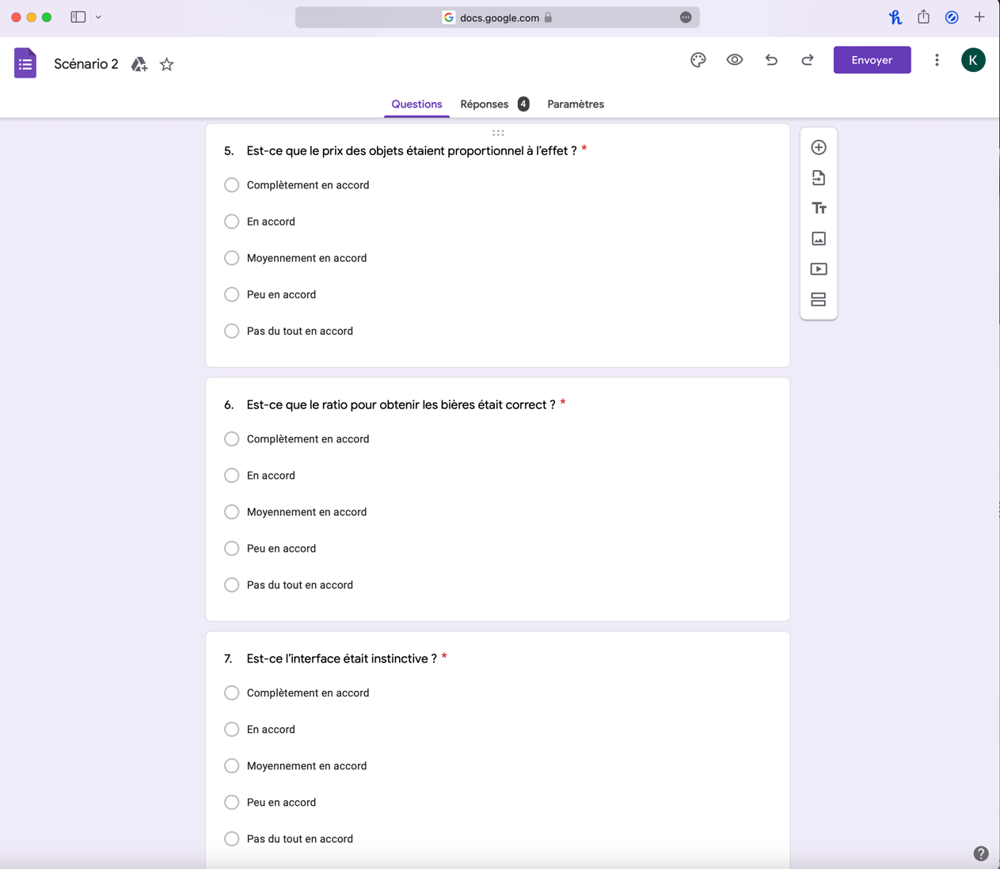 docs.google.com
Scénario 2
Envoyer
K
Questions
Réponses 4
Paramètres
5. Est-ce que le prix des objets étaient proportionnel à l'effet ? *
Complètement en accord
En accord
Moyennement en accord
Peu en accord
Pas du tout en accord
6. Est-ce que le ratio pour obtenir les bières était correct ? *
Complètement en accord
En accord
Moyennement en accord
Peu en accord
Pas du tout en accord
7. Est-ce l'interface était instinctive ? *
Complètement en accord
En accord
Moyennement en accord
Peu en accord
Pas du tout en accord